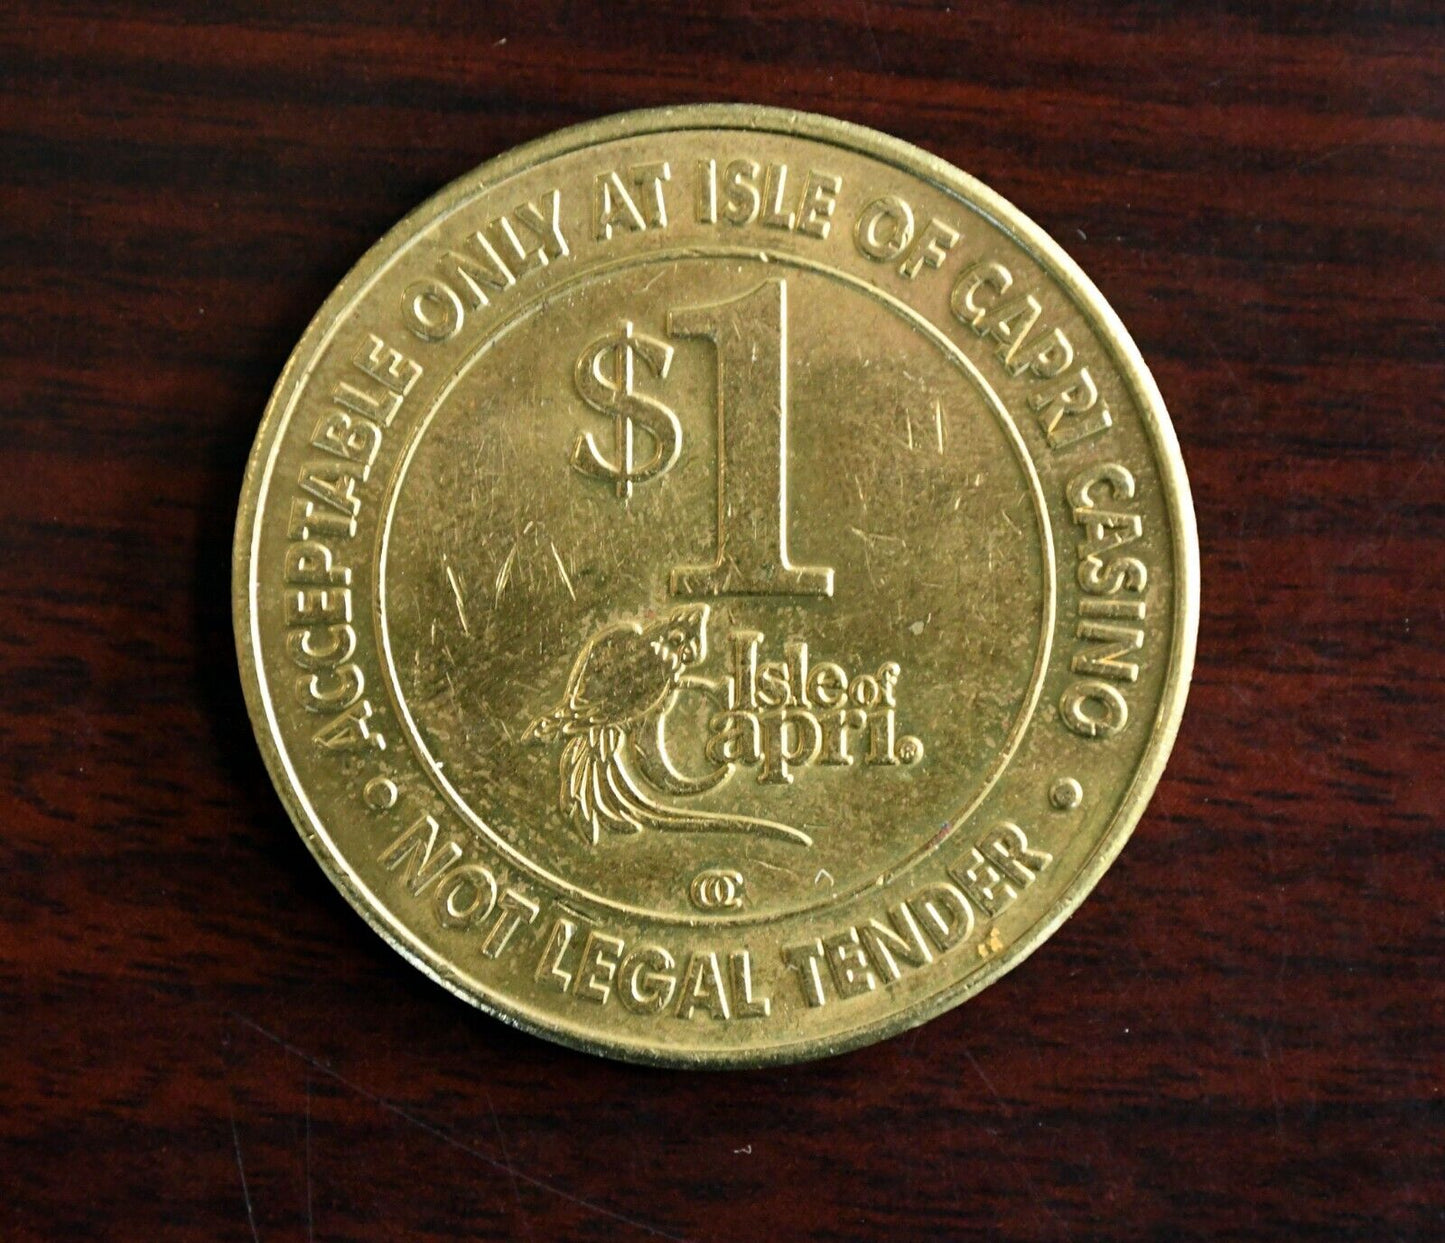 ACCEPTABLE ONLY AT ISLE OF CAPRI CASINO
$1
Isle of
Capri®
NOT LEGAL TENDER